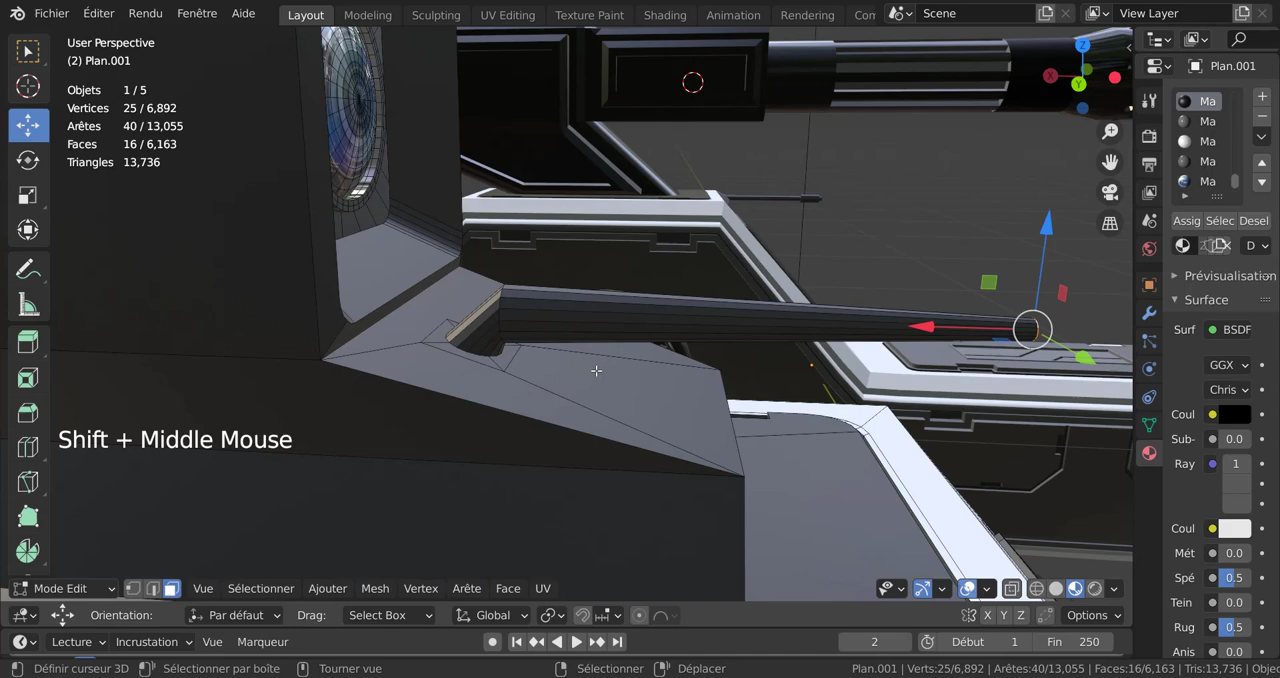 Fichier Éditer Rendu Fenêtre Aide Layout Modeling Sculpting UV Editing Texture Paint Shading Animation Rendering Com Scene View Layer
User Perspective
(2) Plan.001
Objets 1 / 5
Vertices 25 / 6,892
Arêtes 40 / 13,055
Faces 16 / 6,163
Triangles 13,736
X
Z
Y
Plan.001
Ma
Ma
Ma
Ma
Ma
Assig Sélec Desel
D
Prévisualisation
Surface
Surf BSDF
GGX
Chris
Coul
Sub- 0.0
Ray 1
Coul
Mét 0.0
Spé 0.5
Tein 0.0
Rug 0.5
Anis 0.0
Shift + Middle Mouse
Mode Edit Vue Sélectionner Ajouter Mesh Vertex Arête Face UV
Orientation: Par défaut Drag: Select Box Global X Y Z Options
Lecture Incrustation Vue Marqueur 2 Début 1 Fin 250
Définir curseur 3D Sélectionner par boîte Tourner vue Sélectionner Déplacer Plan.001 | Verts:25/6,892 | Arêtes:40/13,055 | Faces:16/6,163 | Tris:13,736 | Objec